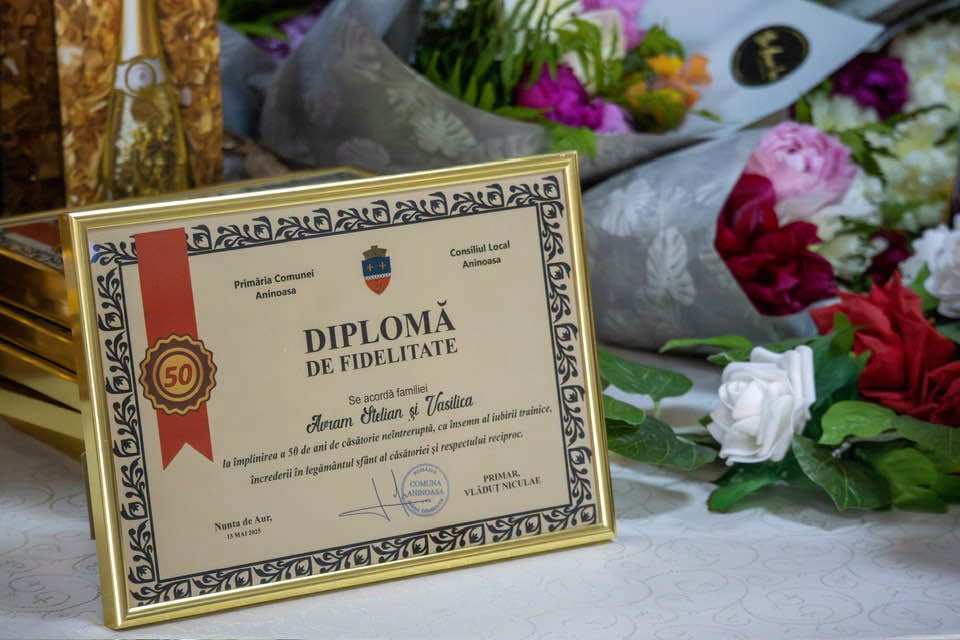 Primăria Comunei
Aninoasa
Consiliul Local
Aninoasa
DIPLOMĂ
DE FIDELITATE
50
Se acordă familiei
Avram Stelian și Vasilica
la împlinirea a 50 de ani de căsătorie neîntreruptă, ca însemn al iubirii trainice,
încrederii în legământul sfânt al căsătoriei și respectului reciproc.
COMUNA
ANINOASA
PRIMAR,
VLĂDUȚ NICULAE
Nunta de Aur,
15 MAI 2025